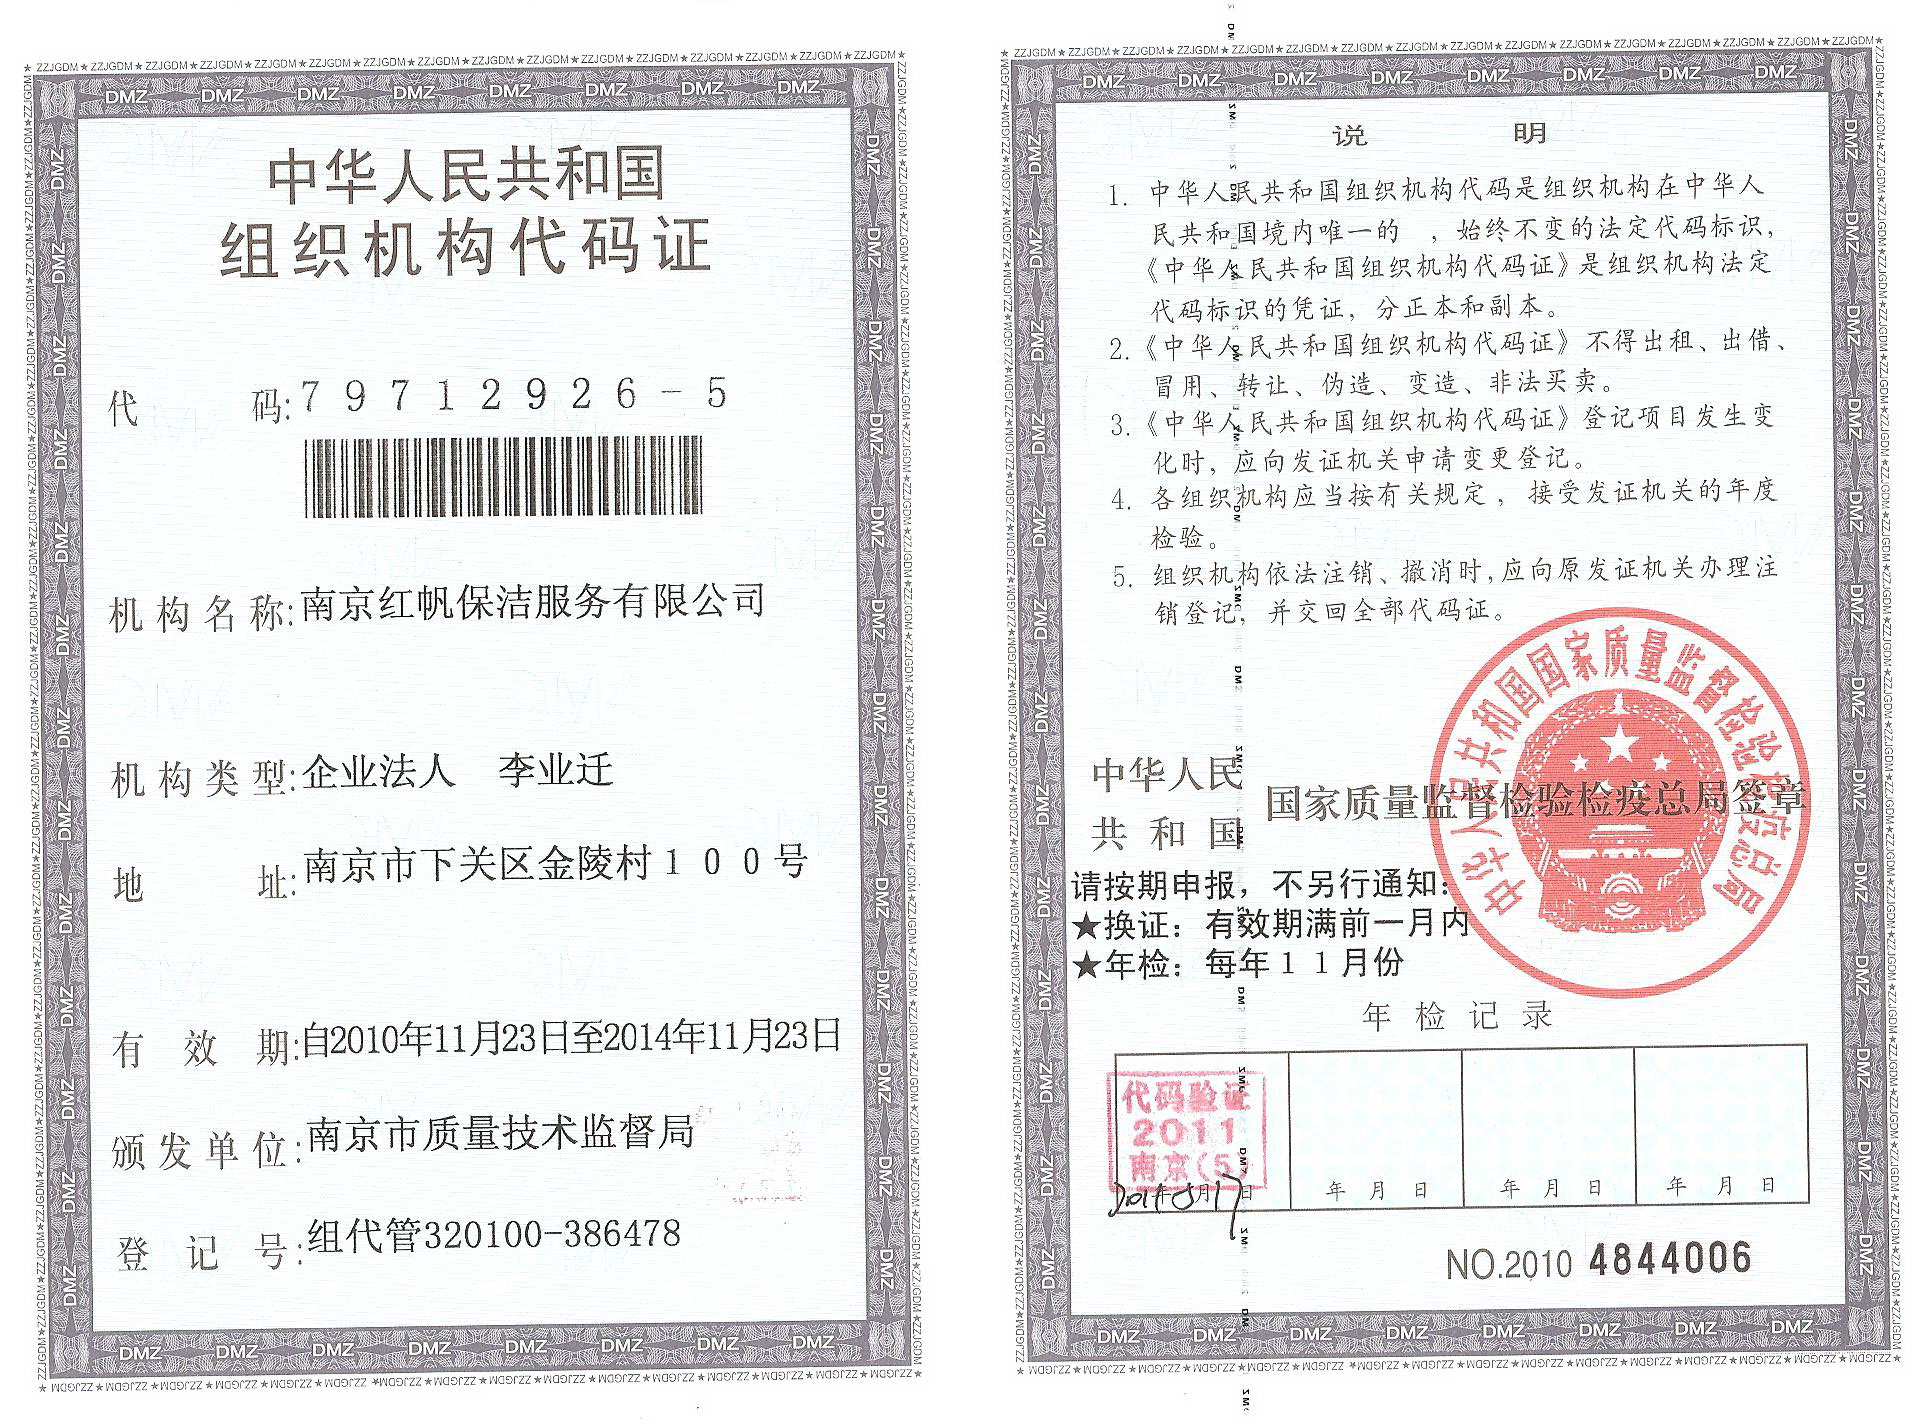 中华人民共和国
组织机构代码证
代 码:79712926-5
机构名称:南京红帆保洁服务有限公司
机构类型:企业法人 李业迁
地 址:南京市下关区金陵村100号
有 效 期:自2010年11月23日至2014年11月23日
颁发单位:南京市质量技术监督局
登 记 号:组代管320100-386478
说 明
1. 中华人民共和国组织机构代码是组织机构在中华人
民共和国境内唯一的 ，始终不变的法定代码标识，
《中华人民共和国组织机构代码证》是组织机构法定
代码标识的凭证，分正本和副本。
2.《中华人民共和国组织机构代码证》不得出租、出借、
冒用、转让、伪造、变造、非法买卖。
3.《中华人民共和国组织机构代码证》登记项目发生变
化时，应向发证机关申请变更登记。
4. 各组织机构应当按有关规定，接受发证机关的年度
检验。
5. 组织机构依法注销、撤消时,应向原发证机关办理注
销登记，并交回全部代码证。
中华人民共和国国家质量监督检验检疫总局
中华人民
共和国
国家质量监督检验检疫总局签章
请按期申报，不另行通知:
★换证：有效期满前一月内
★年检：每年11月份
年检记录
代码验证
2011
南京(5)
年 月 日
年 月 日
年 月 日
年 月 日
NO.2010 4844006
DMZ
ZZJGDM★ZZJGDM